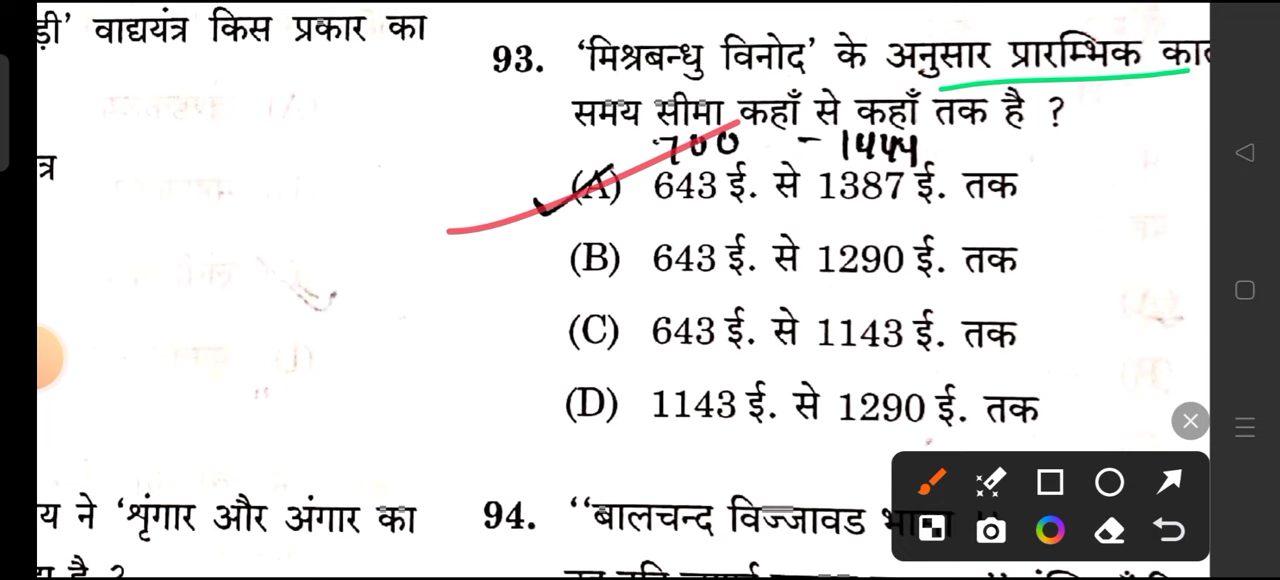 ड़ी’ वाद्ययंत्र किस प्रकार का
त्र
य ने ‘शृंगार और अंगार का
93. ‘मिश्रबन्धु विनोद’ के अनुसार प्रारम्भिक
समय सीमा कहाँ से कहाँ तक है ?
700 - 1444
(A) 643 ई. से 1387 ई. तक
(B) 643 ई. से 1290 ई. तक
(C) 643 ई. से 1143 ई. तक
(D) 1143 ई. से 1290 ई. तक
94. “बालचन्द विज्जावड